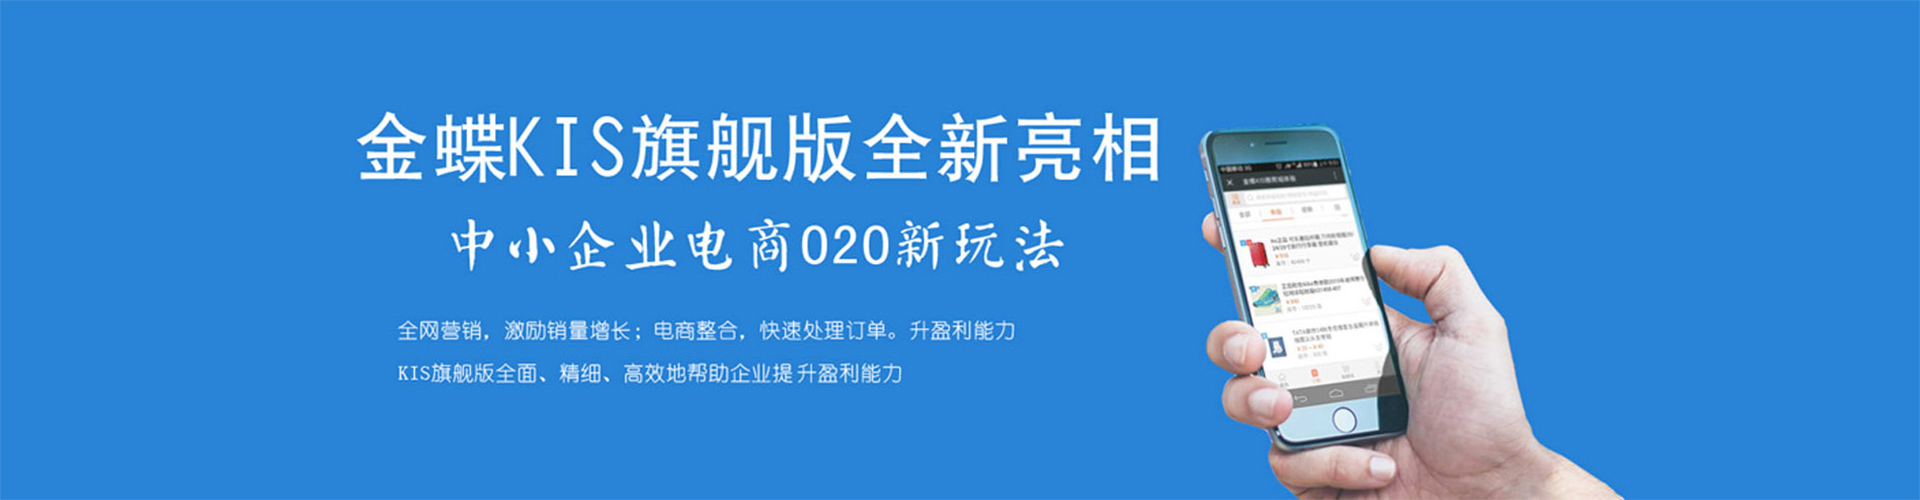 金蝶KIS旗舰版全新亮相
中小企业电商O2O新玩法
全网营销，激励销量增长；电商整合，快速处理订单。升盈利能力
KIS旗舰版全面、精细、高效地帮助企业提升盈利能力